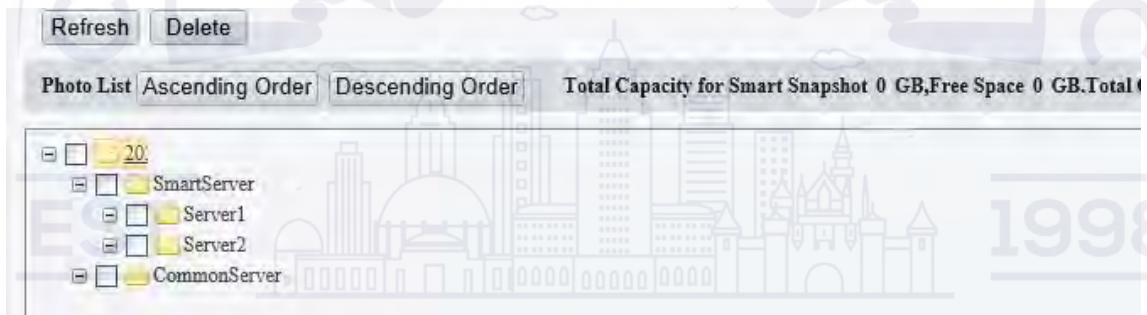 Refresh Delete
Photo List Ascending Order Descending Order Total Capacity for Smart Snapshot 0 GB,Free Space 0 GB.Total
SmartServer
Server1
Server2
CommonServer
1998